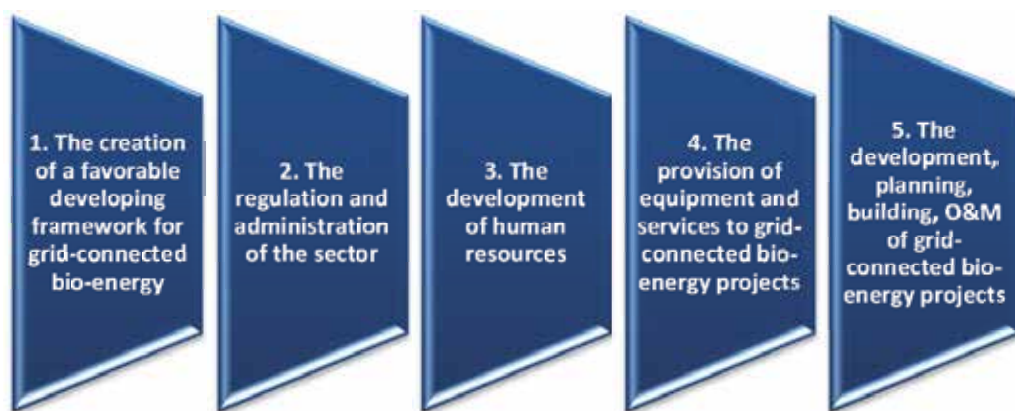 1. The creation
of a favorable
developing
framework for
grid-connected
bio-energy
2. The
regulation and
administration
of the sector
3. The
development
of human
resources
4. The
provision of
equipment and
services to grid-
connected bio-
energy projects
5. The
development,
planning,
building, O&M
of grid-
connected bio-
energy projects